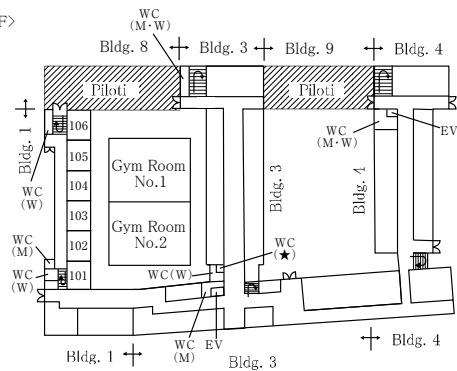 F>
WC
(M・W)
Bldg. 8
Bldg. 3
Bldg. 9
Bldg. 4
Piloti
Piloti
Bldg. 1
WC
(W)
106
105
104
103
102
101
Gym Room
No.1
Gym Room
No.2
WC
(M・W)
EV
Bldg. 3
Bldg. 4
WC
(M)
WC
(W)
WC(W)
WC
(★)
WC
(M)
EV
Bldg. 1
Bldg. 3
Bldg. 4